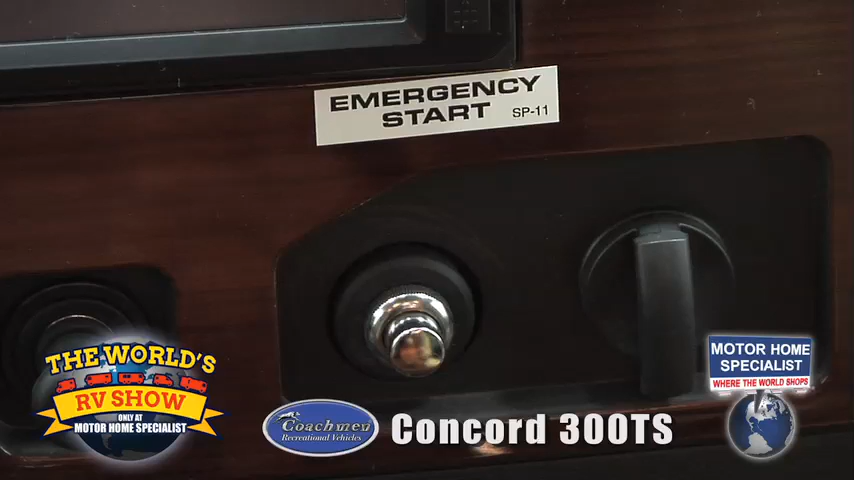 EMERGENCY
START SP-11
THE WORLD'S
RV SHOW
ONLY AT
MOTOR HOME SPECIALIST
Coachmen
Recreational Vehicles
Concord 300TS
MOTOR HOME
SPECIALIST
WHERE THE WORLD SHOPS